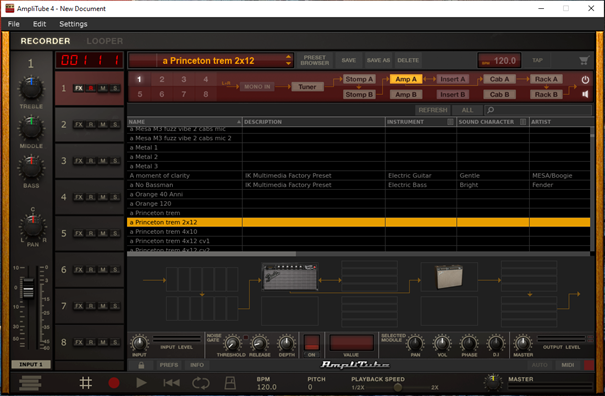 AmpliTube 4 - New Document
File Edit Settings
RECORDER LOOPER
a Princeton trem 2x12 PRESET BROWSER SAVE SAVE AS DELETE 120.0 TAP
1 2 3 4 MONO IN Tuner Stomp A Amp A Insert A Cab A Rack A
5 6 7 8 Stomp B Amp B Insert B Cab B Rack B
REFRESH ALL
NAME DESCRIPTION INSTRUMENT SOUND CHARACTER ARTIST
a Mesa M3 fuzz vibe 2 cabs mic
a Mesa M3 fuzz vibe 2 cabs mic 2
a Metal 1
a Metal 2
a Metal 3
A moment of clarity IK Multimedia Factory Preset Electric Guitar Gentle MESA/Boogie
a No Bassman IK Multimedia Factory Preset Electric Bass Bright Fender
a Orange 40 Anni
a Orange 120
a Princeton trem
a Princeton trem 2x12
a Princeton trem 4x10
a Princeton trem 4x12 cv1
a Princeton trem 4x12 cv2
1
TREBLE
MIDDLE
BASS
C
L R
PAN
INPUT 1
1 FX R M S
2 FX R M S
3 FX R M S
4 FX R M S
5 FX R M S
6 FX R M S
7 FX R M S
8 FX R M S
INPUT INPUT LEVEL NOISE GATE THRESHOLD RELEASE DEPTH ON VALUE SELECTED MODULE PAN VOL PHASE D.I MASTER OUTPUT LEVEL
PREFS INFO AmpliTube AUTO MIDI
BPM 120.0 PITCH 0 PLAYBACK SPEED 1/2X 2X MASTER